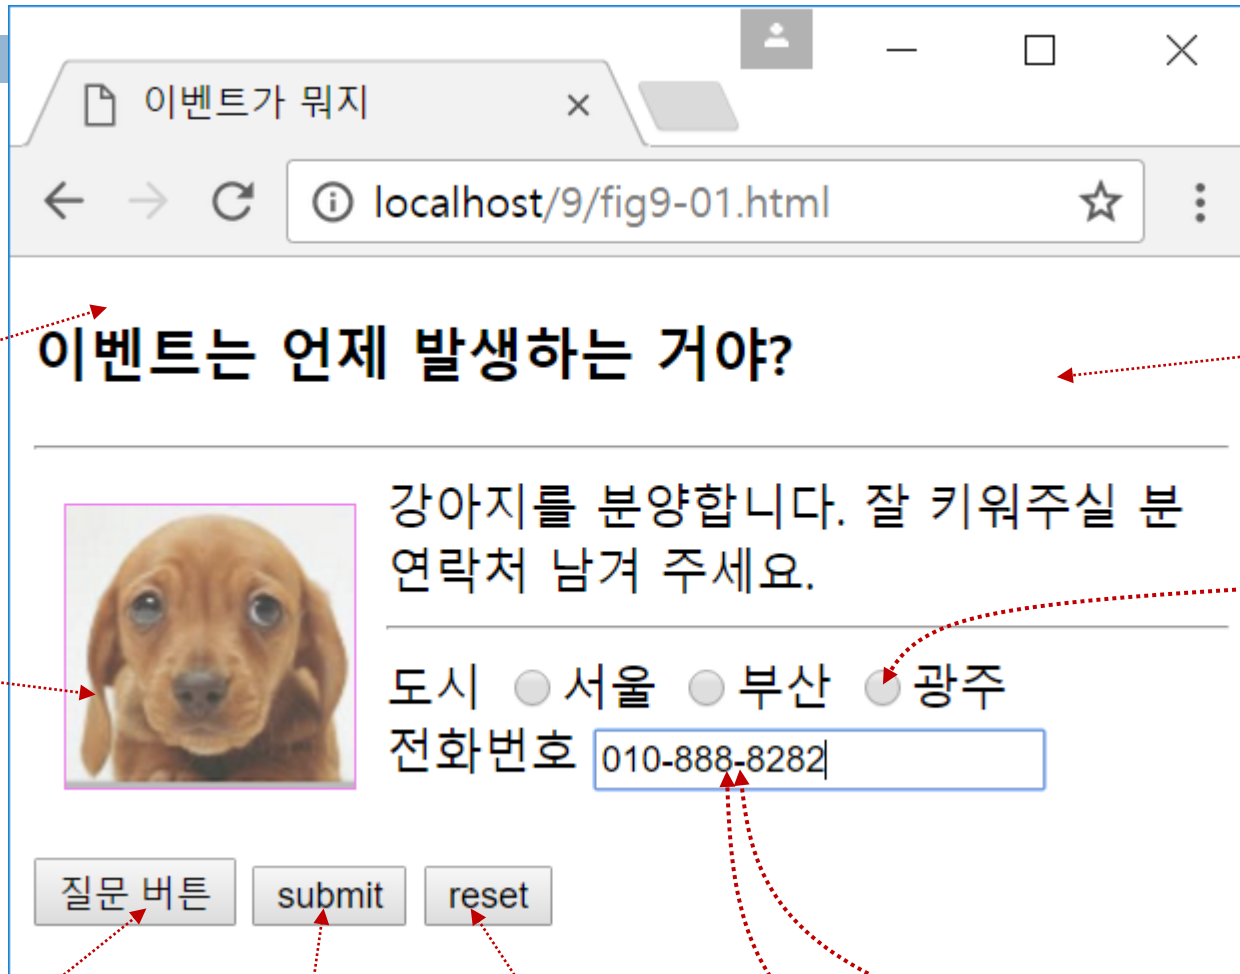 이벤트가 뭐지
localhost/9/fig9-01.html
이벤트는 언제 발생하는 거야?
강아지를 분양합니다. 잘 키워주실 분
연락처 남겨 주세요.
도시 서울 부산 광주
전화번호 010-888-8282
질문 버튼 submit reset